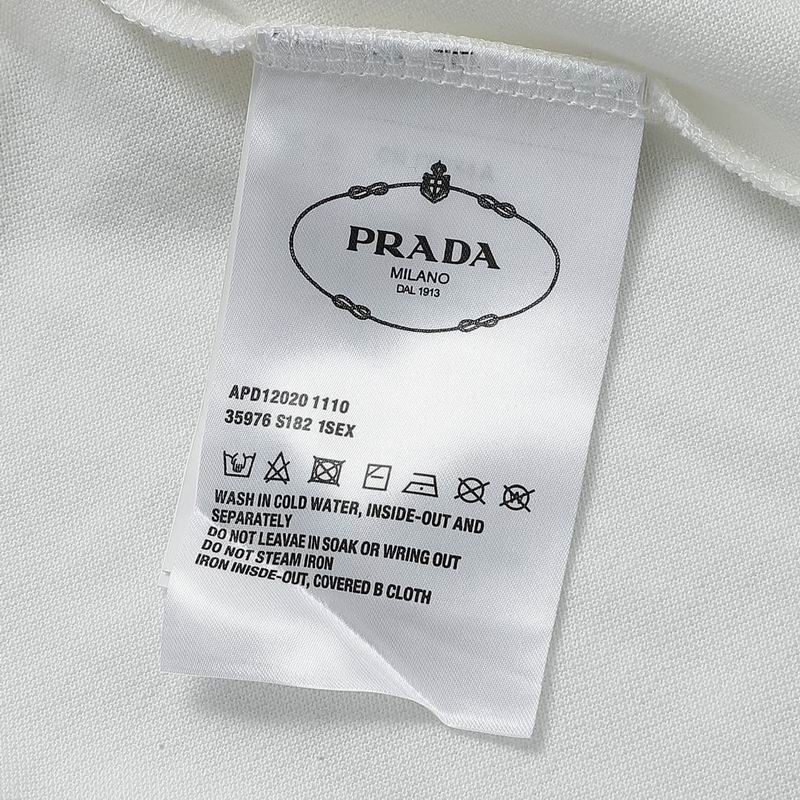 PRADA
MILANO
DAL 1913
APD12020 1110
35976 S182 1SEX
WASH IN COLD WATER, INSIDE-OUT AND
SEPARATELY
DO NOT LEAVAE IN SOAK OR WRING OUT
DO NOT STEAM IRON
IRON INISDE-OUT, COVERED B CLOTH